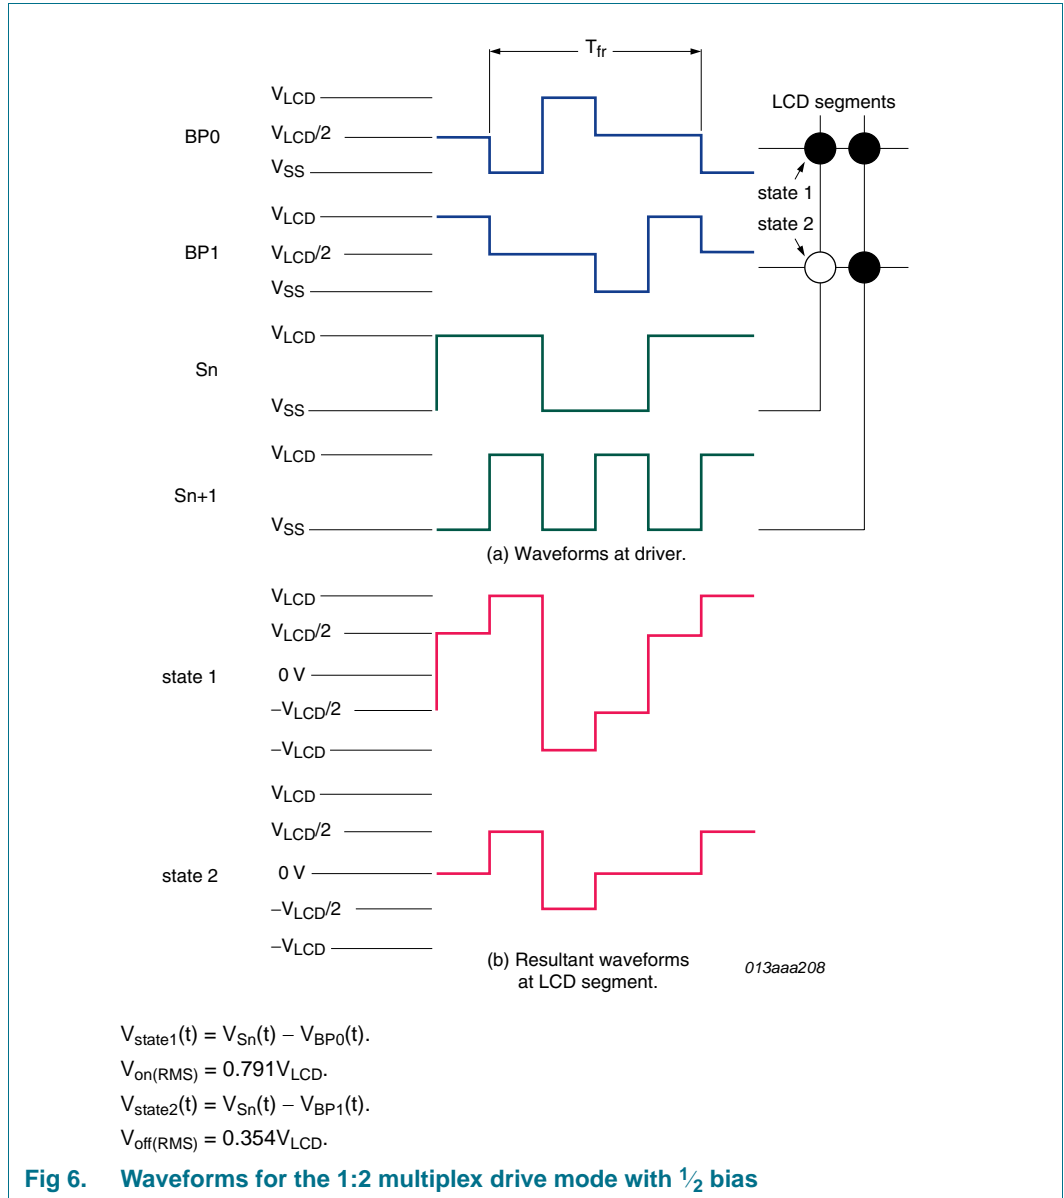 Tfr
VLCD
LCD segments
BP0
VLCD/2
VSS
state 1
VLCD
state 2
BP1
VLCD/2
VSS
VLCD
Sn
VSS
VLCD
Sn+1
VSS
(a) Waveforms at driver.
VLCD
VLCD/2
state 1
0 V
−VLCD/2
−VLCD
VLCD
VLCD/2
state 2
0 V
−VLCD/2
−VLCD
(b) Resultant waveforms
at LCD segment.
013aaa208
Vstate1(t) = VSn(t) − VBP0(t).
Von(RMS) = 0.791VLCD.
Vstate2(t) = VSn(t) − VBP1(t).
Voff(RMS) = 0.354VLCD.
Fig 6. Waveforms for the 1:2 multiplex drive mode with 1⁄2 bias